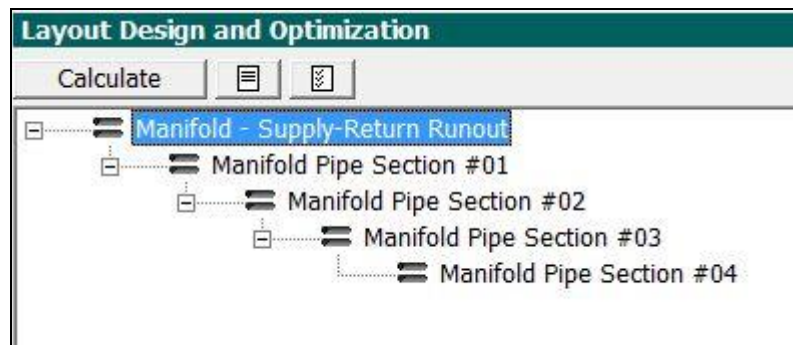 Layout Design and Optimization
Calculate
Manifold - Supply-Return Runout
Manifold Pipe Section #01
Manifold Pipe Section #02
Manifold Pipe Section #03
Manifold Pipe Section #04